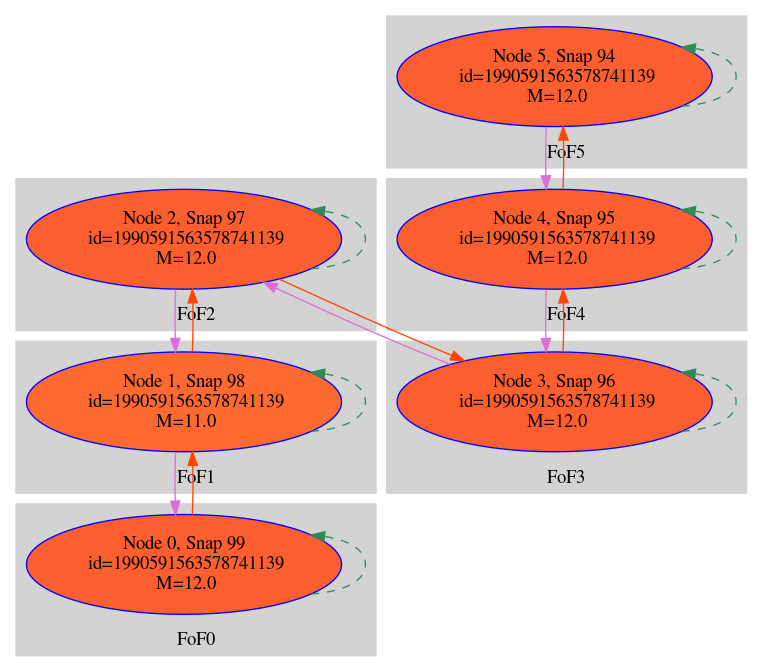 Node 5, Snap 94
id=1990591563578741139
M=12.0
FoF5
Node 2, Snap 97
id=1990591563578741139
M=12.0
FoF2
Node 4, Snap 95
id=1990591563578741139
M=12.0
FoF4
Node 1, Snap 98
id=1990591563578741139
M=11.0
FoF1
Node 3, Snap 96
id=1990591563578741139
M=12.0
FoF3
Node 0, Snap 99
id=1990591563578741139
M=12.0
FoF0